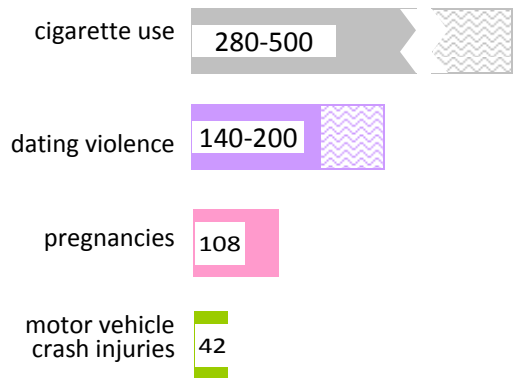 cigarette use
280-500
dating violence
140-200
pregnancies
108
motor vehicle
crash injuries
42